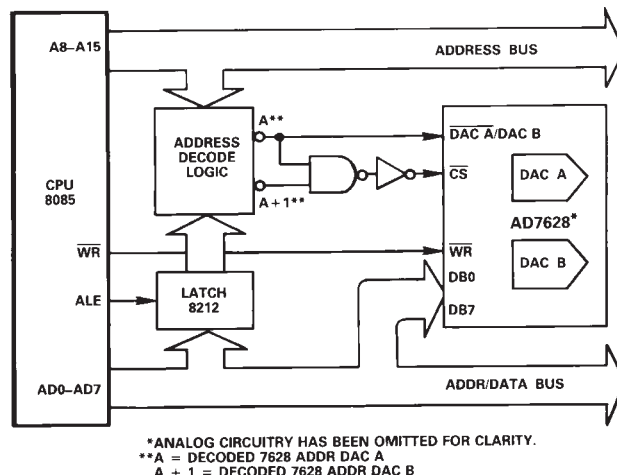 A8–A15
ADDRESS BUS
A**
ADDRESS
DECODE
LOGIC
DAC A/DAC B
CPU
8085
CS
DAC A
A + 1**
AD7628*
WR
WR
DAC B
DB0
ALE
LATCH
8212
DB7
AD0–AD7
ADDR/DATA BUS
*ANALOG CIRCUITRY HAS BEEN OMITTED FOR CLARITY.
**A = DECODED 7628 ADDR DAC A
A + 1 = DECODED 7628 ADDR DAC B